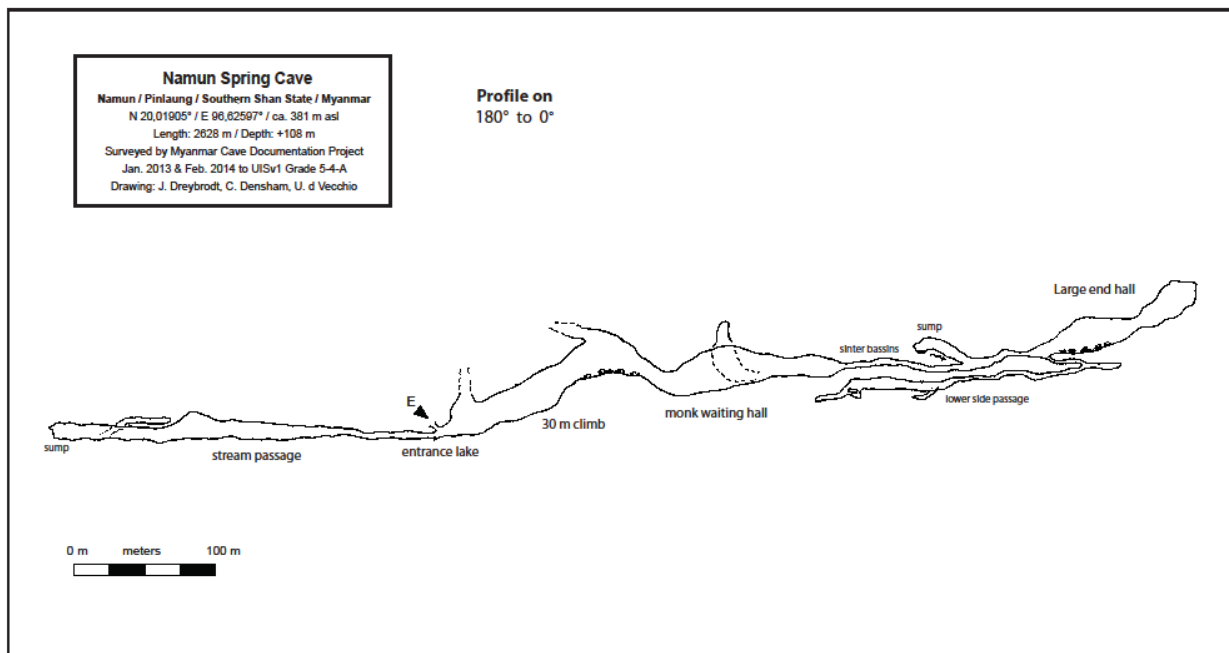 Namun Spring Cave
Namun / Pinlaung / Southern Shan State / Myanmar
N 20,01905° / E 96,62597° / ca. 381 m asl
Length: 2628 m / Depth: +108 m
Surveyed by Myanmar Cave Documentation Project
Jan. 2013 & Feb. 2014 to UISv1 Grade 5-4-A
Drawing: J. Dreybrodt, C. Densham, U. d Vecchio
Profile on
180° to 0°
Large end hall
sump
sinter bassins
lower side passage
monk waiting hall
E
30 m climb
entrance lake
stream passage
sump
0 m meters 100 m